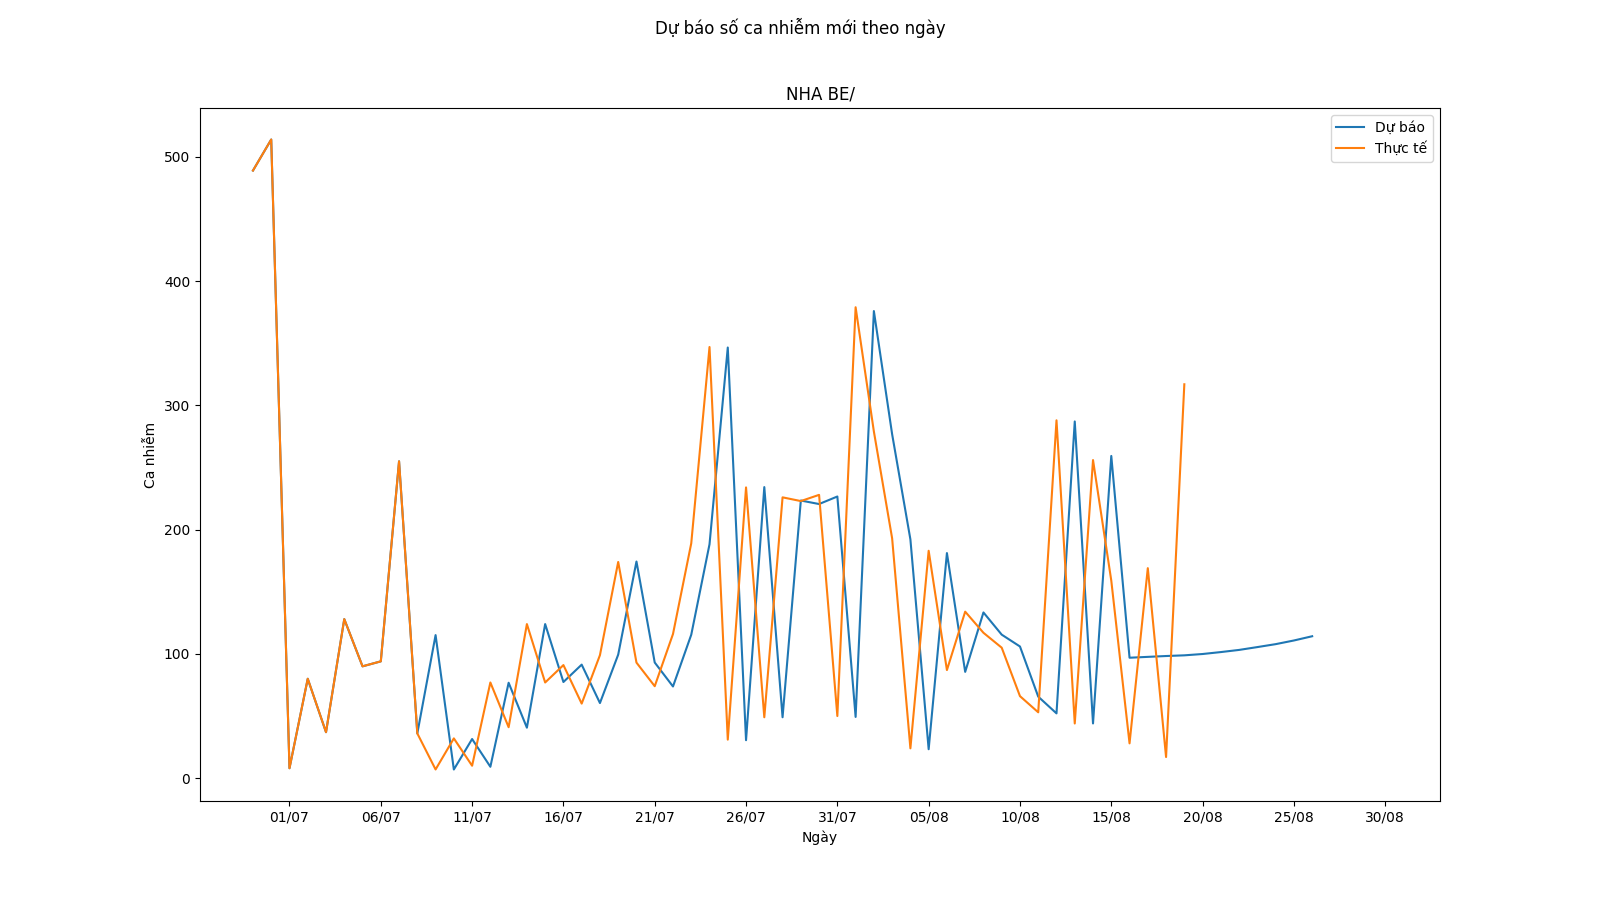 Dự báo số ca nhiễm mới theo ngày
NHA BE/
Dự báo
Thực tế
500
400
300
200
100
0
Ca nhiễm
01/07 06/07 11/07 16/07 21/07 26/07 31/07 05/08 10/08 15/08 20/08 25/08 30/08
Ngày